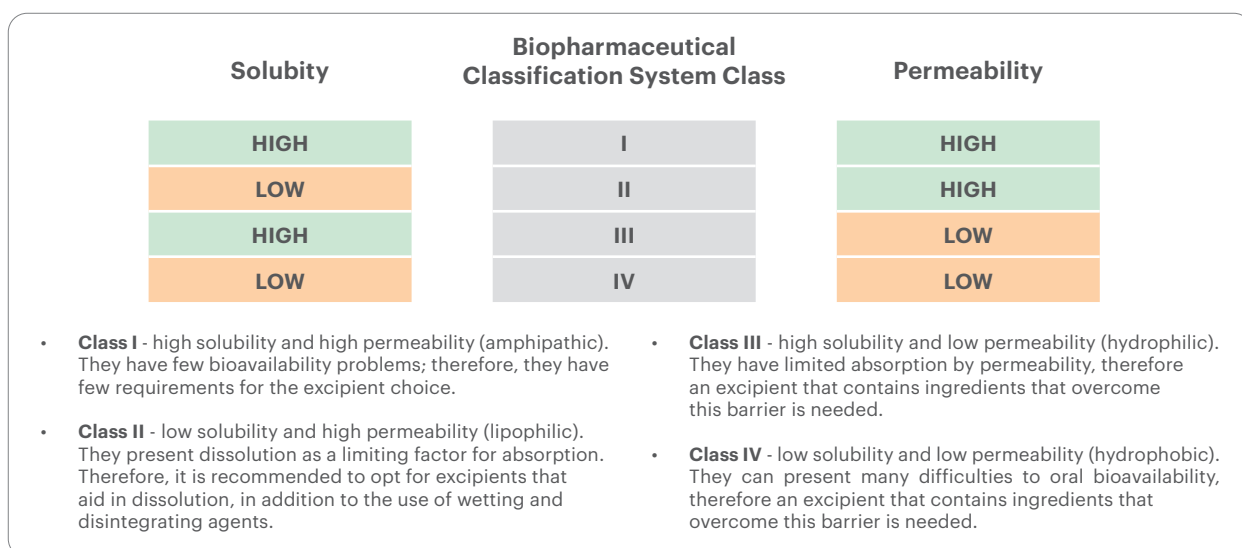 Solubity
Biopharmaceutical
Classification System Class
Permeability
HIGH
I
HIGH
LOW
II
HIGH
HIGH
III
LOW
LOW
IV
LOW
• Class I - high solubility and high permeability (amphipathic).
They have few bioavailability problems; therefore, they have
few requirements for the excipient choice.
• Class II - low solubility and high permeability (lipophilic).
They present dissolution as a limiting factor for absorption.
Therefore, it is recommended to opt for excipients that
aid in dissolution, in addition to the use of wetting and
disintegrating agents.
• Class III - high solubility and low permeability (hydrophilic).
They have limited absorption by permeability, therefore
an excipient that contains ingredients that overcome
this barrier is needed.
• Class IV - low solubility and low permeability (hydrophobic).
They can present many difficulties to oral bioavailability,
therefore an excipient that contains ingredients that
overcome this barrier is needed.